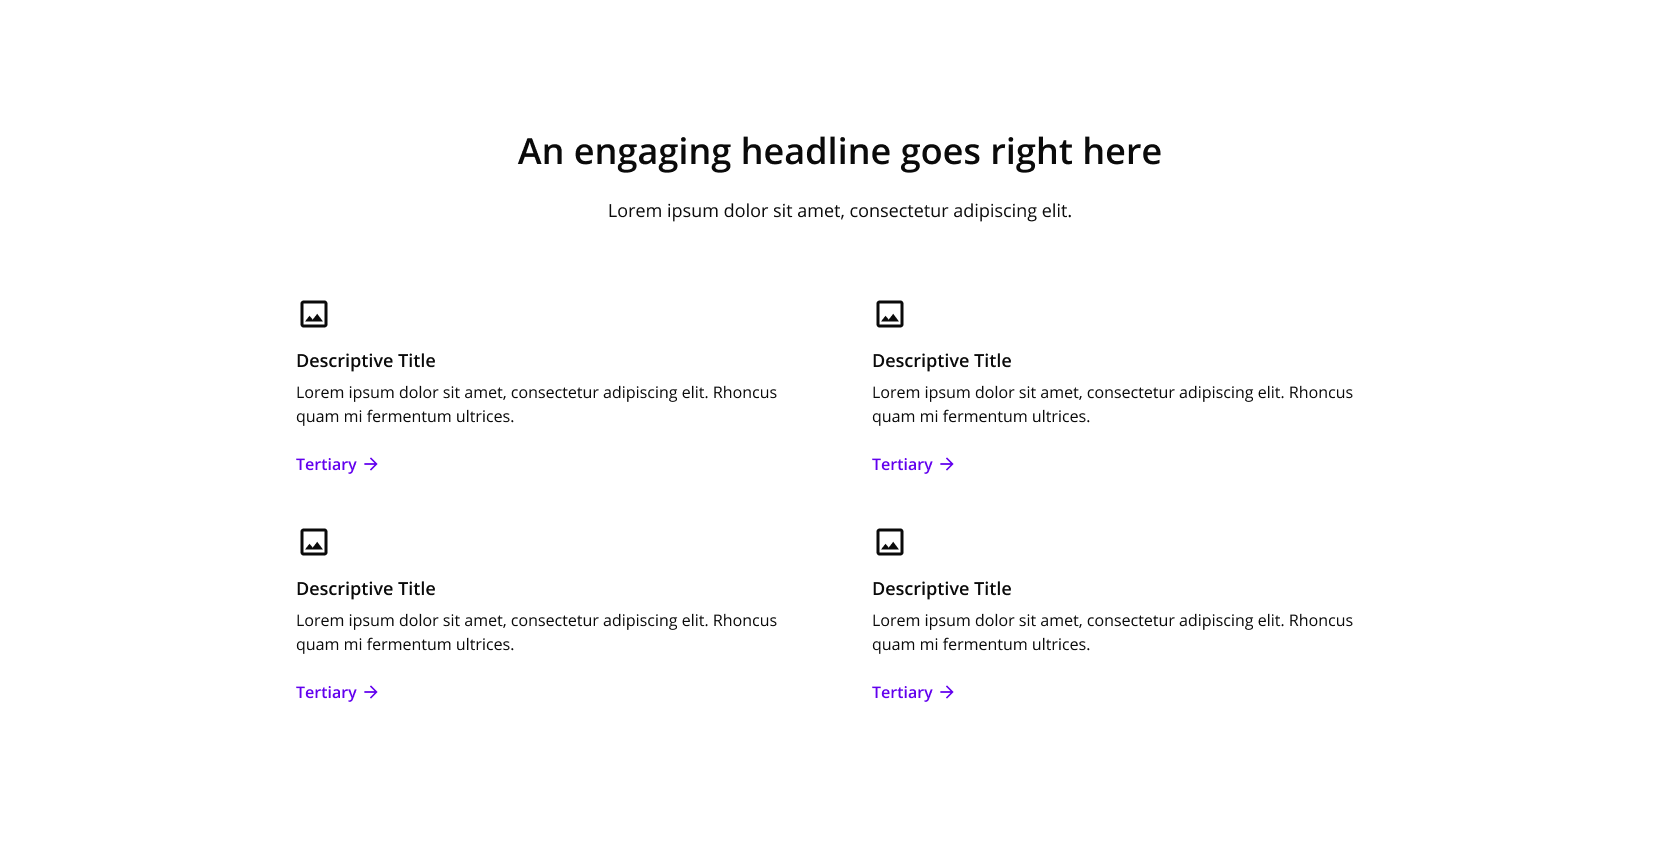 An engaging headline goes right here
Lorem ipsum dolor sit amet, consectetur adipiscing elit.
Descriptive Title
Lorem ipsum dolor sit amet, consectetur adipiscing elit. Rhoncus
quam mi fermentum ultrices.
Tertiary
Descriptive Title
Lorem ipsum dolor sit amet, consectetur adipiscing elit. Rhoncus
quam mi fermentum ultrices.
Tertiary
Descriptive Title
Lorem ipsum dolor sit amet, consectetur adipiscing elit. Rhoncus
quam mi fermentum ultrices.
Tertiary
Descriptive Title
Lorem ipsum dolor sit amet, consectetur adipiscing elit. Rhoncus
quam mi fermentum ultrices.
Tertiary